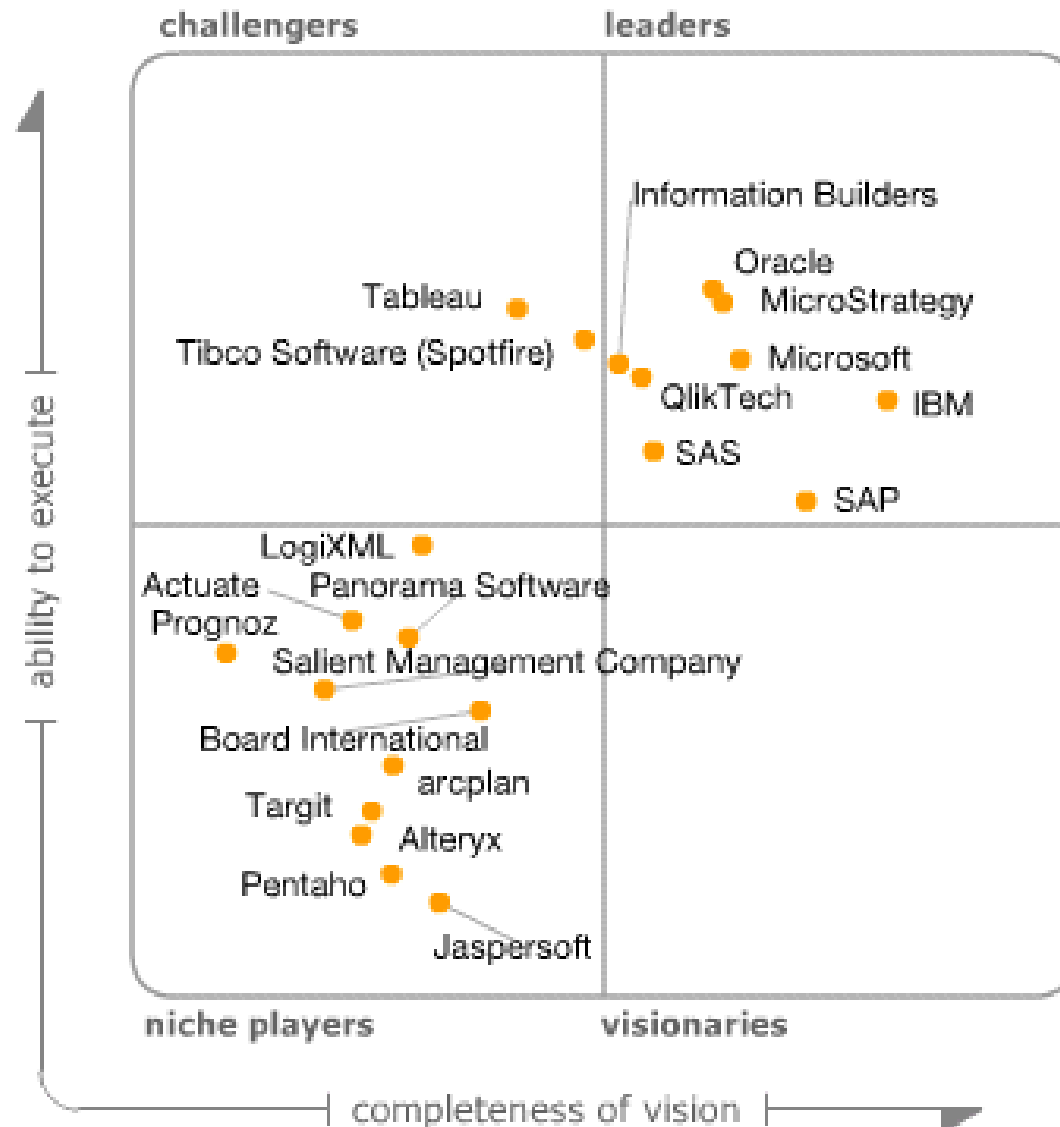 challengers
leaders
Information Builders
Oracle
Tableau
MicroStrategy
Tibco Software (Spotfire)
Microsoft
QlikTech
IBM
SAS
SAP
ability to execute
LogiXML
Actuate
Panorama Software
Prognoz
Salient Management Company
Board International
arcplan
Targit
Alteryx
Pentaho
Jaspersoft
niche players
visionaries
completeness of vision